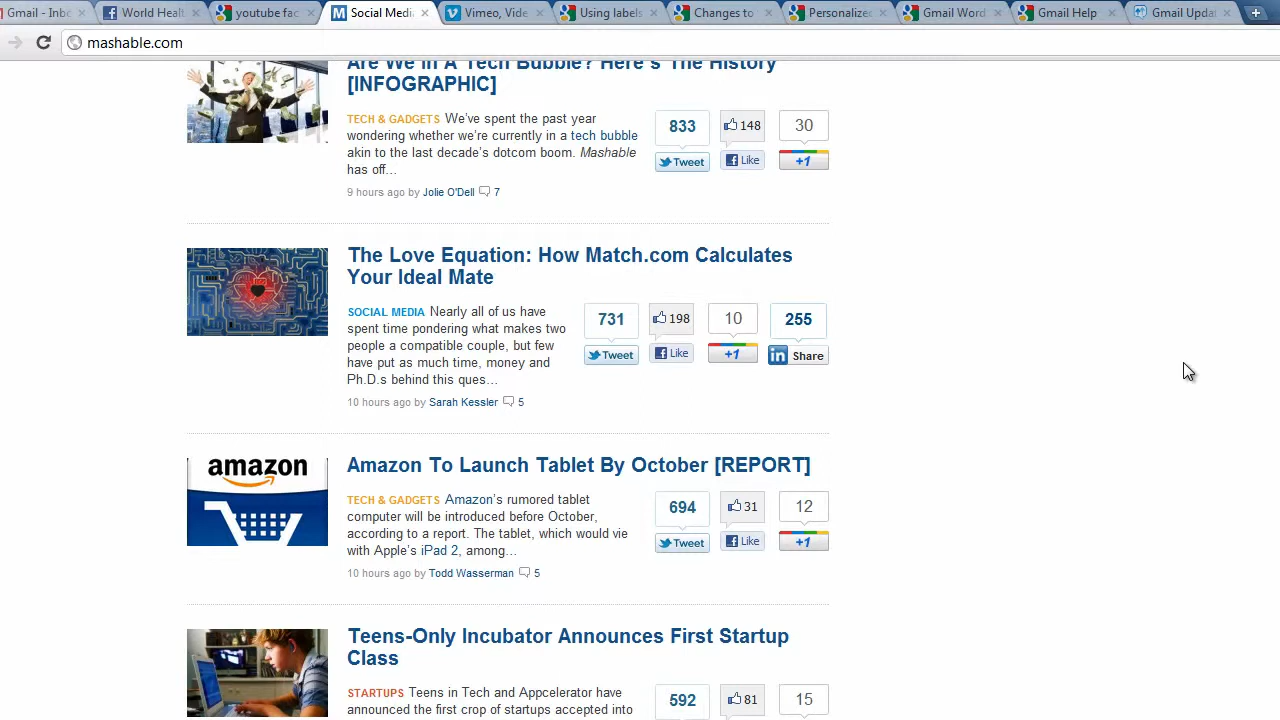 Gmail - Inbo
World Healt
youtube fac
Social Medi
Vimeo, Vide
Using labels
Changes to
Personalize
Gmail Word
Gmail Help
Gmail Upda
mashable.com
Are We In A Tech Bubble? Here's The History
[INFOGRAPHIC]
TECH & GADGETS We've spent the past year
wondering whether we're currently in a tech bubble
akin to the last decade's dotcom boom. Mashable
has off...
9 hours ago by Jolie O'Dell 7
833
Tweet
148
Like
30
+1
The Love Equation: How Match.com Calculates
Your Ideal Mate
SOCIAL MEDIA Nearly all of us have
spent time pondering what makes two
people a compatible couple, but few
have put as much time, money and
Ph.D.s behind this ques...
10 hours ago by Sarah Kessler 5
731
Tweet
198
Like
10
+1
255
in Share
amazon
Amazon To Launch Tablet By October [REPORT]
TECH & GADGETS Amazon's rumored tablet
computer will be introduced before October,
according to a report. The tablet, which would vie
with Apple's iPad 2, among...
10 hours ago by Todd Wasserman 5
694
Tweet
31
Like
12
+1
Teens-Only Incubator Announces First Startup
Class
STARTUPS Teens in Tech and Appcelerator have
announced the first crop of startups accepted into
592
81
15